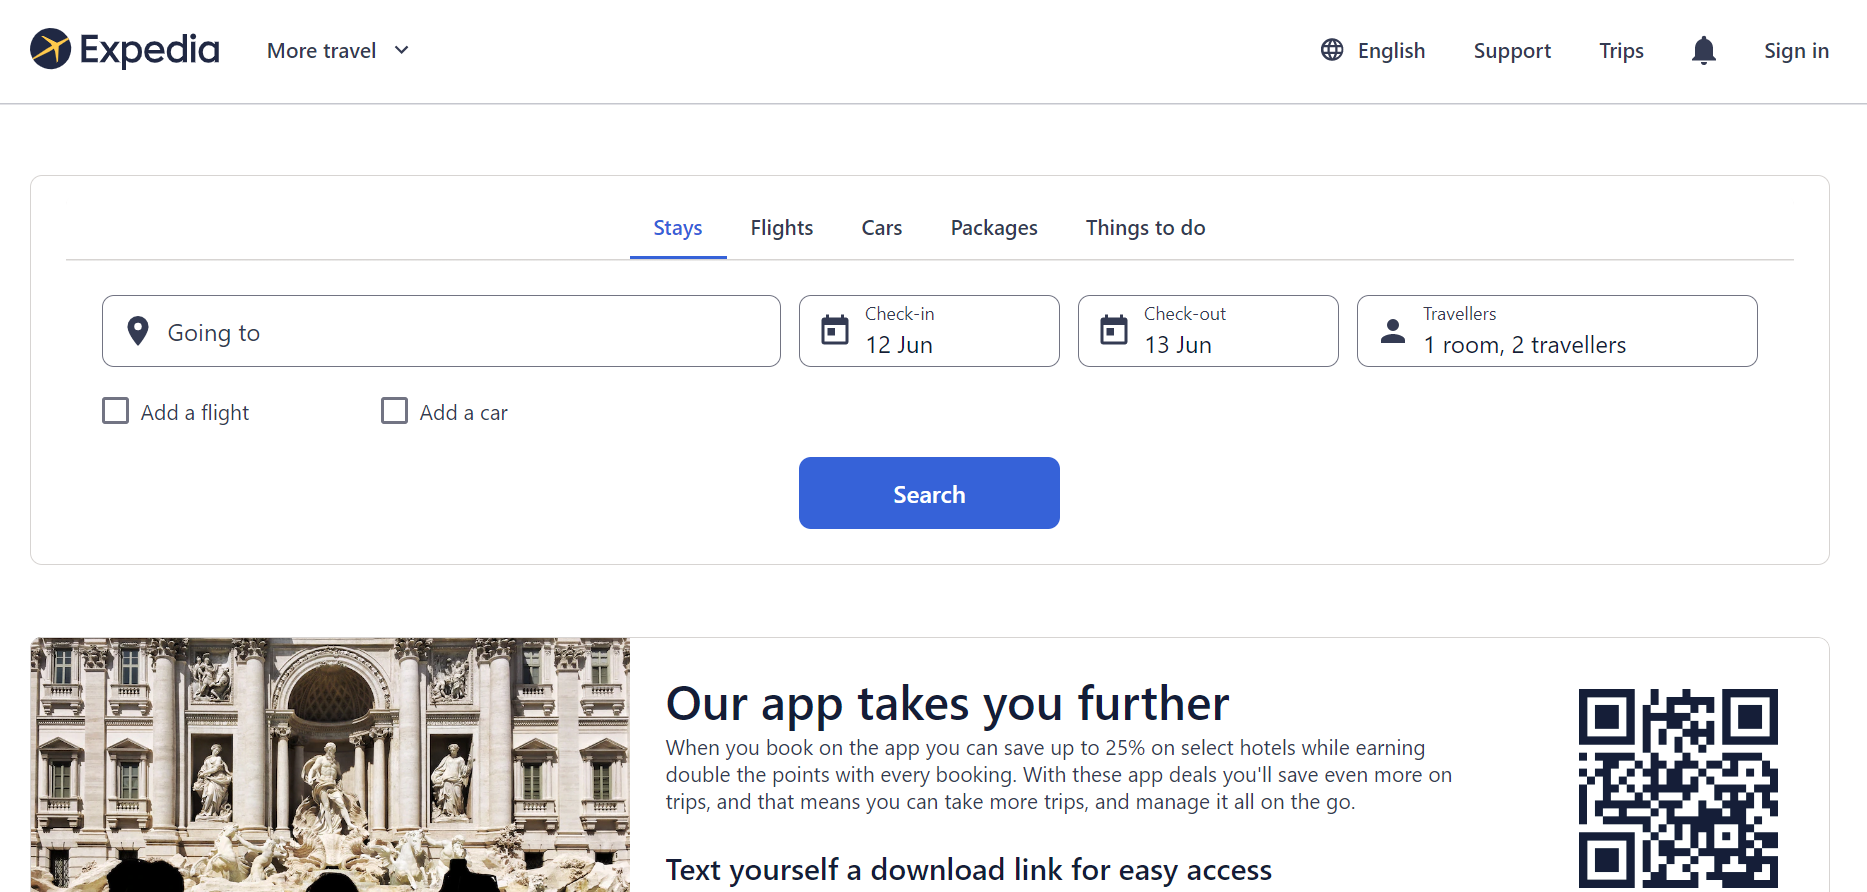 Expedia
More travel
English
Support
Trips
Sign in
Stays
Flights
Cars
Packages
Things to do
Going to
Check-in
12 Jun
Check-out
13 Jun
Travellers
1 room, 2 travellers
Add a flight
Add a car
Search
Our app takes you further
When you book on the app you can save up to 25% on select hotels while earning
double the points with every booking. With these app deals you'll save even more on
trips, and that means you can take more trips, and manage it all on the go.
Text yourself a download link for easy access